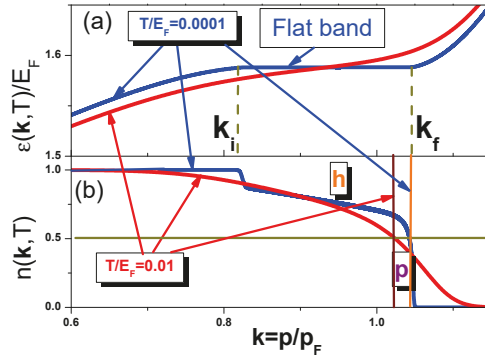 (a)
T/E_F=0.0001
Flat band
ε(k,T)/E_F
1.6
1.5
k_i
k_f
(b)
h
p
T/E_F=0.01
n(k,T)
1.0
0.5
0.0
0.6
0.8
1.0
k=p/p_F